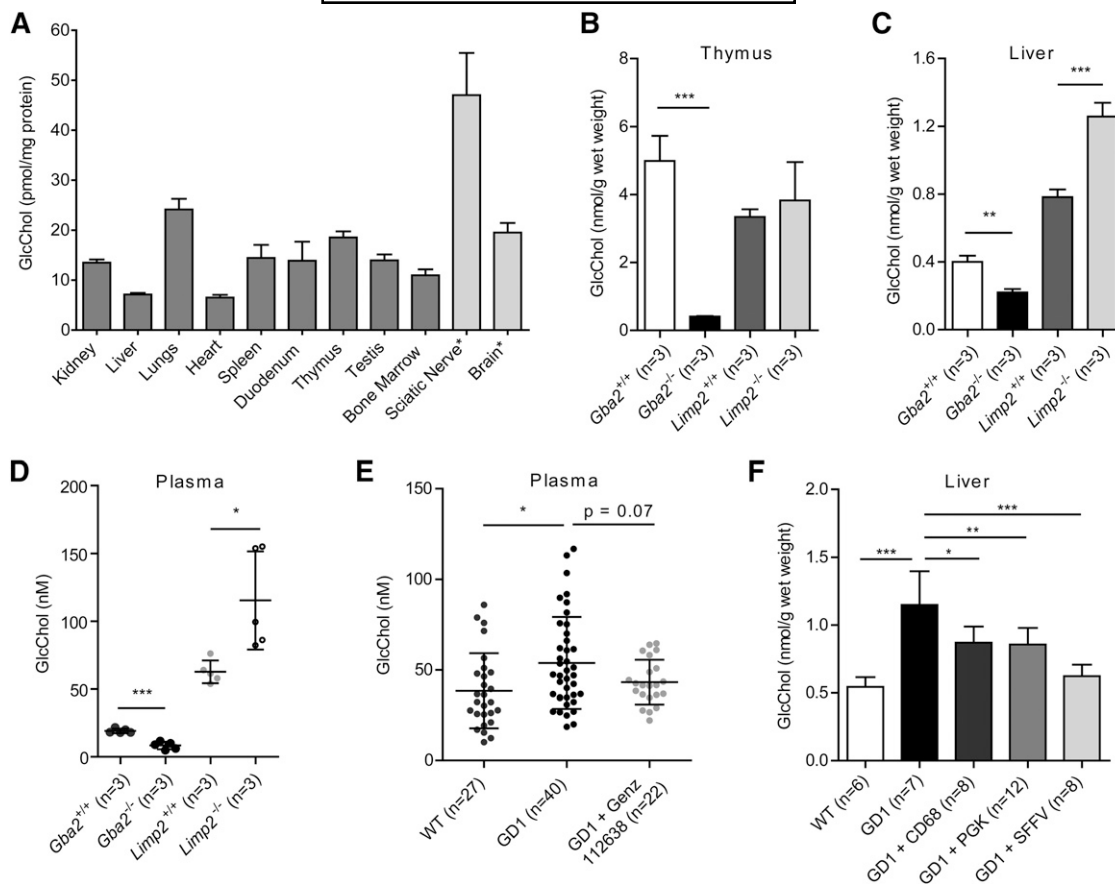 A
GlcChol (pmol/mg protein)
60
50
40
30
20
10
0
Kidney
Liver
Lungs
Heart
Spleen
Duodenum
Thymus
Testis
Bone Marrow
Sciatic Nerve*
Brain*
B
Thymus
GlcChol (nmol/g wet weight)
8
6
4
2
0
***
Gba2+/+ (n=3)
Gba2-/- (n=3)
Limp2+/+ (n=3)
Limp2-/- (n=3)
C
Liver
GlcChol (nmol/g wet weight)
1.6
1.2
0.8
0.4
0.0
**
***
Gba2+/+ (n=3)
Gba2-/- (n=3)
Limp2+/+ (n=3)
Limp2-/- (n=3)
D
Plasma
GlcChol (nM)
200
150
100
50
0
***
*
Gba2+/+ (n=3)
Gba2-/- (n=3)
Limp2+/+ (n=3)
Limp2-/- (n=3)
E
Plasma
GlcChol (nM)
150
100
50
0
*
p = 0.07
WT (n=27)
GD1 (n=40)
GD1 + Genz
112638 (n=22)
F
Liver
GlcChol (nmol/g wet weight)
2.0
1.5
1.0
0.5
0.0
***
**
***
*
WT (n=6)
GD1 (n=7)
GD1 + CD68 (n=8)
GD1 + PGK (n=12)
GD1 + SFFV (n=8)